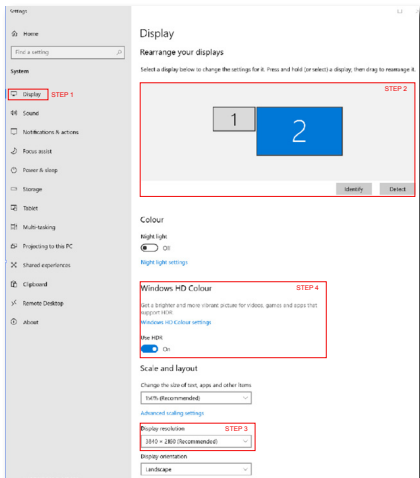 Settings
Home
Find a setting
System
Display STEP 1
Sound
Notifications & actions
Focus assist
Power & sleep
Storage
Tablet
Multi-tasking
Projecting to this PC
Shared experiences
Clipboard
Remote Desktop
About
Display
Rearrange your displays
Select a display below to change the settings for it. Press and hold (or select) a display, then drag to rearrange it.
STEP 2
1
2
Identify Detect
Colour
Night light
Off
Night light settings
Windows HD Colour STEP 4
Get a brighter and more vibrant picture for videos, games and apps that
support HDR.
Windows HD Colour settings
Use HDR
On
Scale and layout
Change the size of text, apps and other items
(Recommended)
Advanced scaling settings
Display resolution STEP 3
3840 × 2160 (Recommended)
Display orientation
Landscape